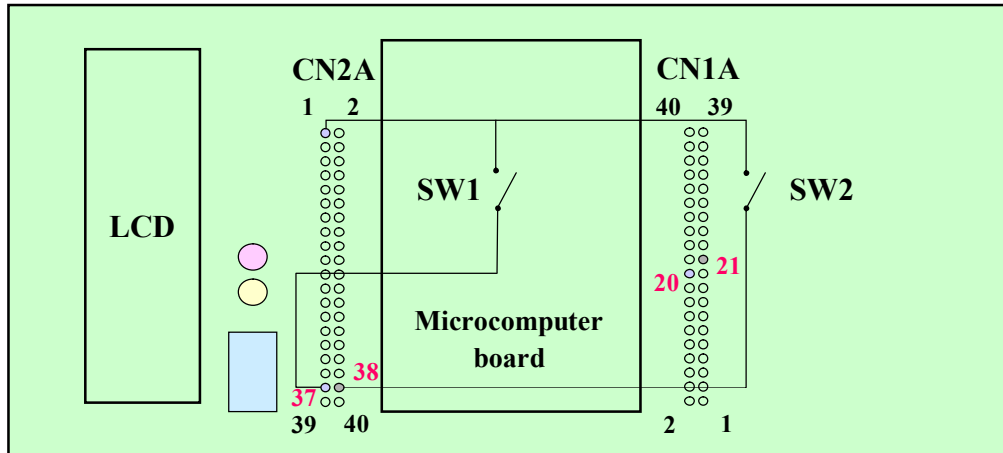 CN2A
CN1A
1 2
40 39
SW1
SW2
LCD
21
20
Microcomputer
board
38
37
39 40
2 1